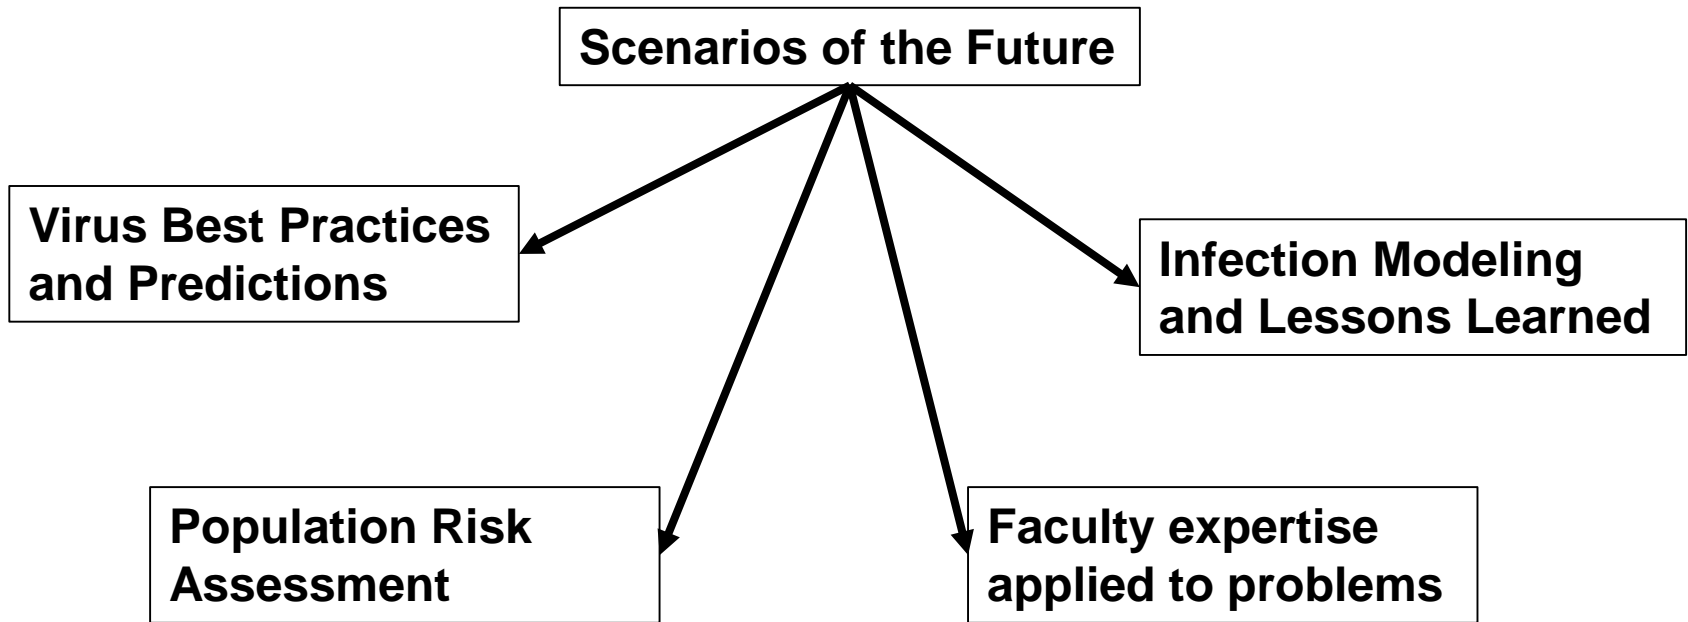 Scenarios of the Future
Virus Best Practices
and Predictions
Infection Modeling
and Lessons Learned
Population Risk
Assessment
Faculty expertise
applied to problems